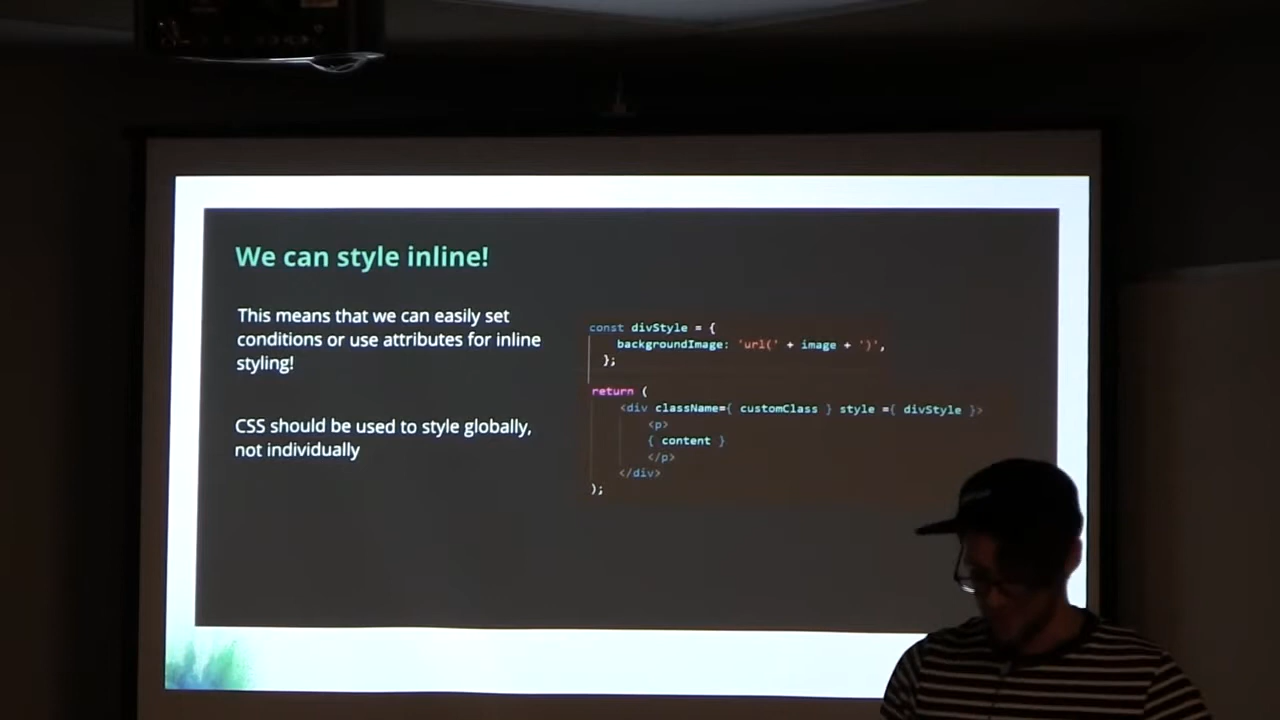 We can style inline!
This means that we can easily set
conditions or use attributes for inline
styling!
CSS should be used to style globally,
not individually
const divStyle = {
backgroundImage: 'url(' + image + ')',
};
return (
<div className={ customClass } style ={ divStyle }>
<p>
{ content }
</p>
</div>
);